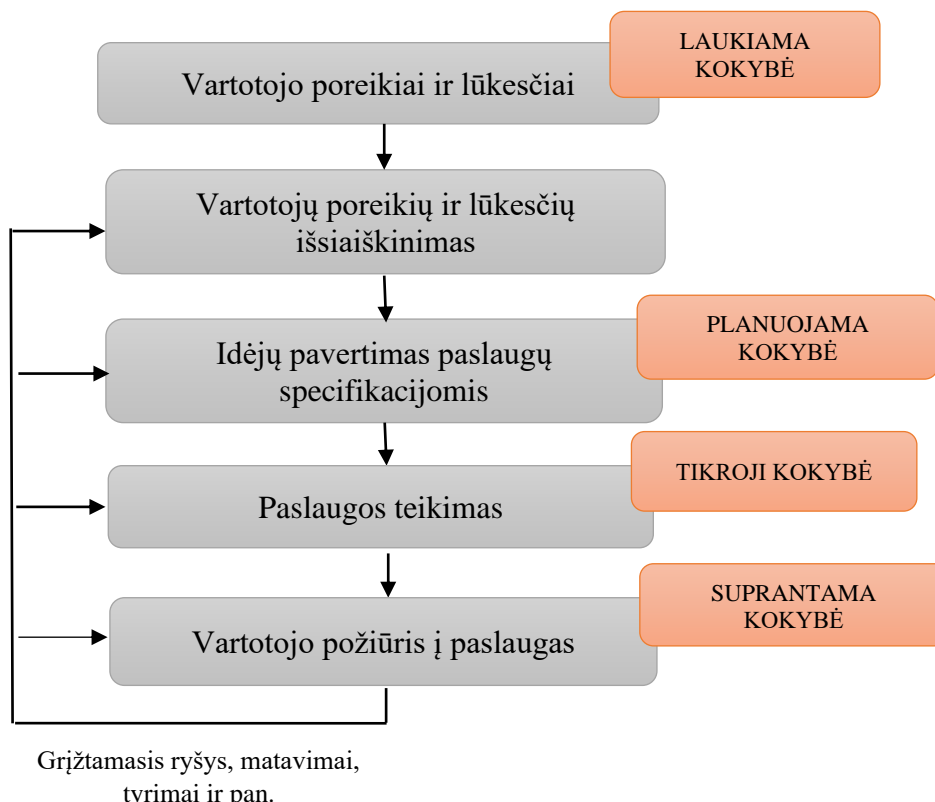 LAUKIAMA
KOKYBĖ
Vartotojo poreikiai ir lūkesčiai
Vartotojų poreikių ir lūkesčių
išsiaiškinimas
PLANUOJAMA
KOKYBĖ
Idėjų pavertimas paslaugų
specifikacijomis
TIKROJI KOKYBĖ
Paslaugos teikimas
SUPRANTAMA
KOKYBĖ
Vartotojo požiūris į paslaugas
Grįžtamasis ryšys, matavimai,
tyrimai ir pan.